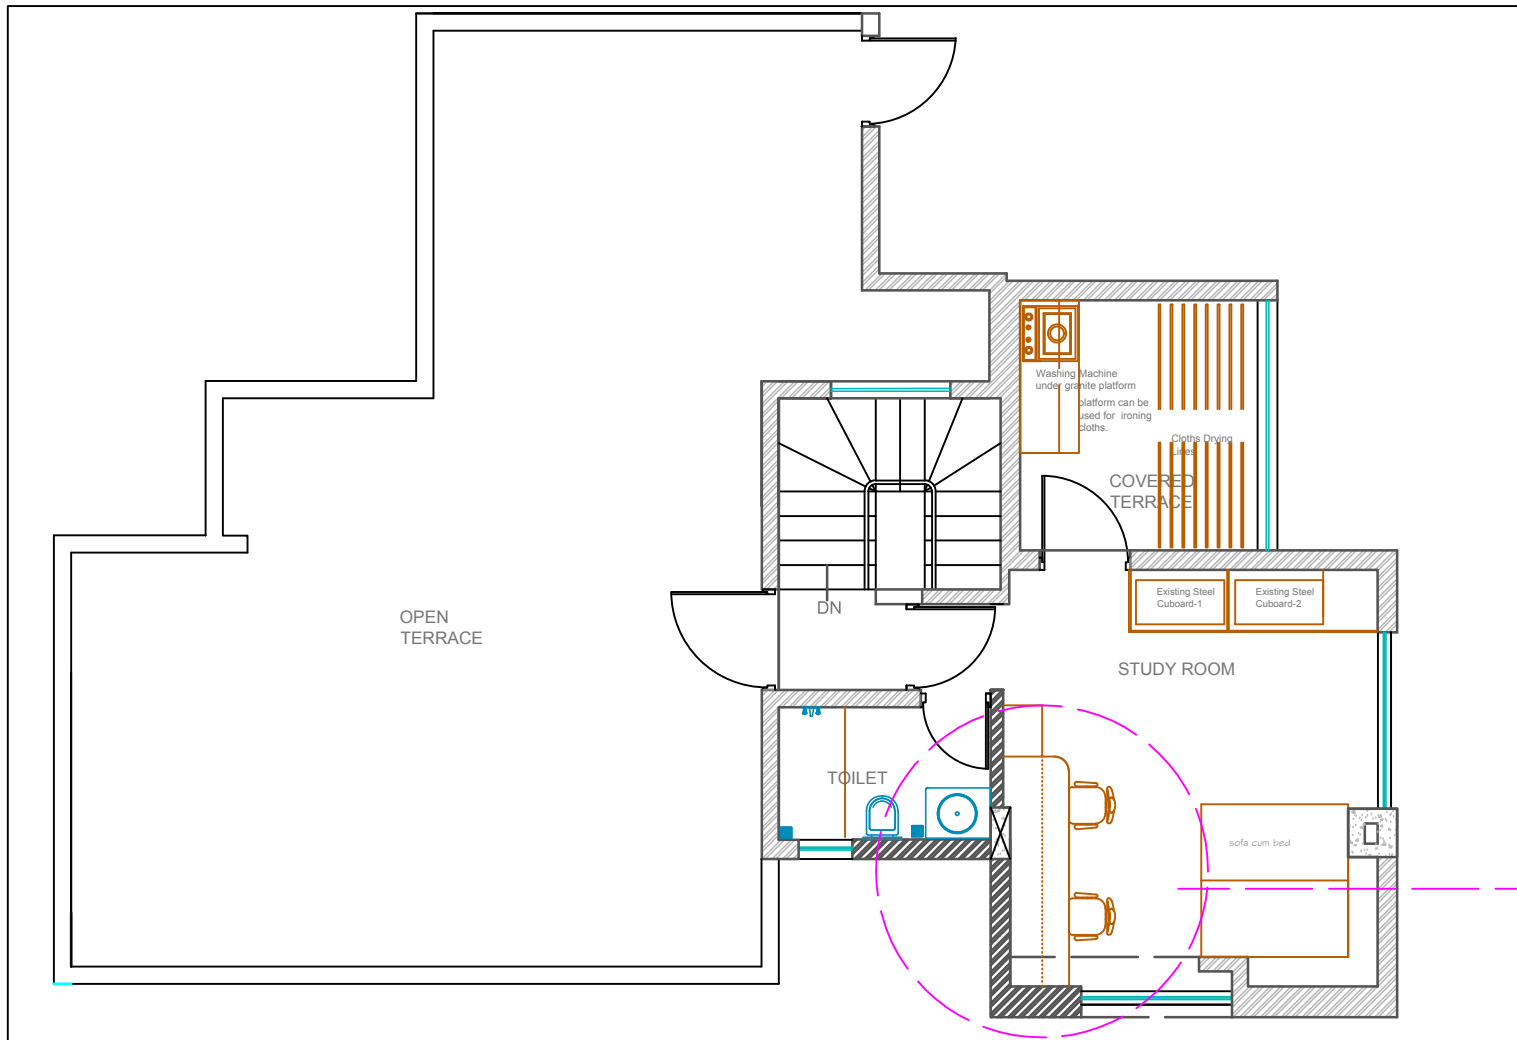 Washing Machine
under granite platform
platform can be
used for ironing
cloths.
Cloths Drying
Lines
COVERED
TERRACE
Existing Steel
Cuboard-1
Existing Steel
Cuboard-2
DN
OPEN
TERRACE
STUDY ROOM
TOILET
sofa cum bed